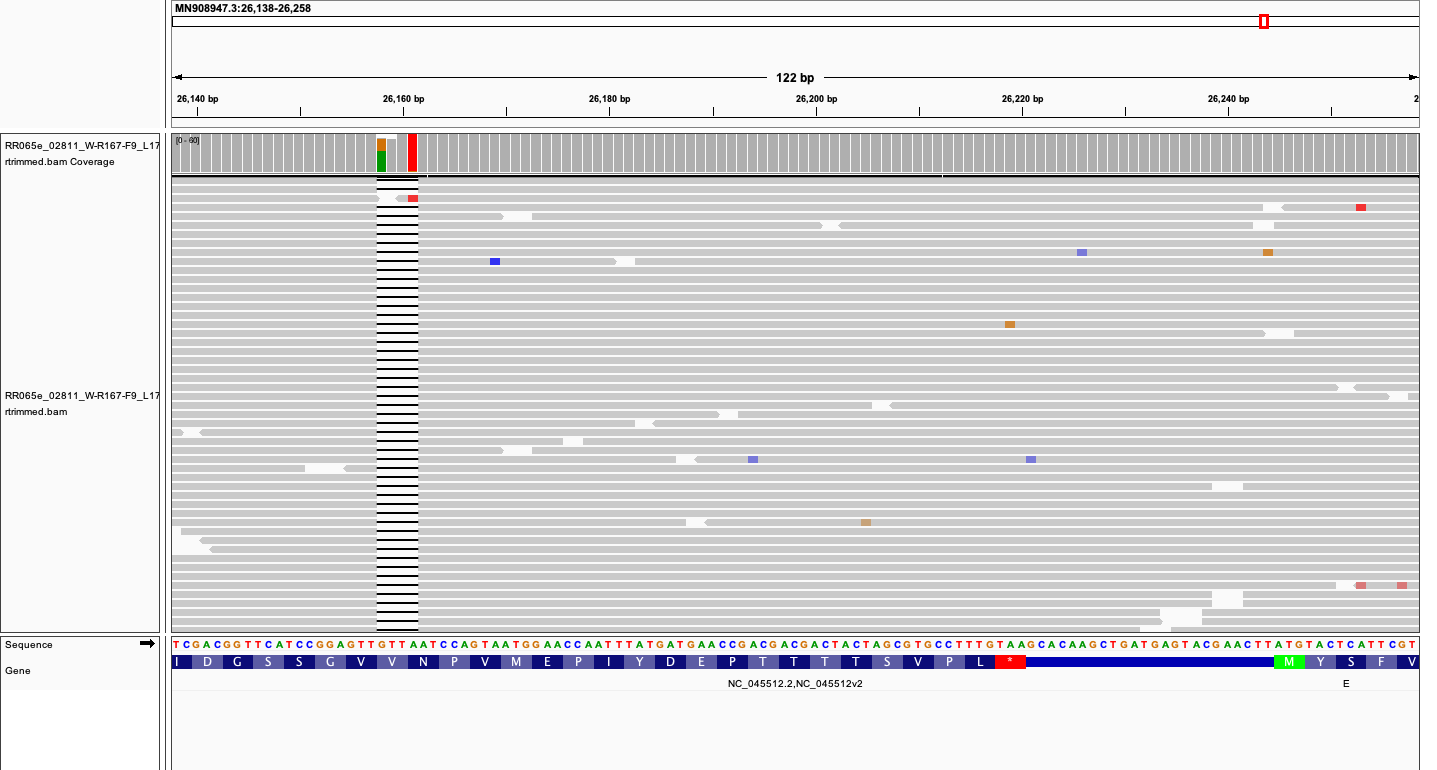 MN908947.3:26,138-26,258
122 bp
26,140 bp 26,160 bp 26,180 bp 26,200 bp 26,220 bp 26,240 bp 2
RR065e_02811_W-R167-F9_L17
rtrimmed.bam Coverage
[0 - 60]
RR065e_02811_W-R167-F9_L17
rtrimmed.bam
Sequence
TCGACGGTTCATCCGGAGTTGTTAATCCAGTAATGGAACCAATTTATGATGAACCGACGACGACTACTAGCGTGCCTTTGTAAGCACAAGCTGATGAGTACGAACTTATGTACTCATTCGT
Gene
I D G S S G V V N P V M E P I Y D E P T T T T S V P L * M Y S F V
NC_045512.2,NC_045512v2 E